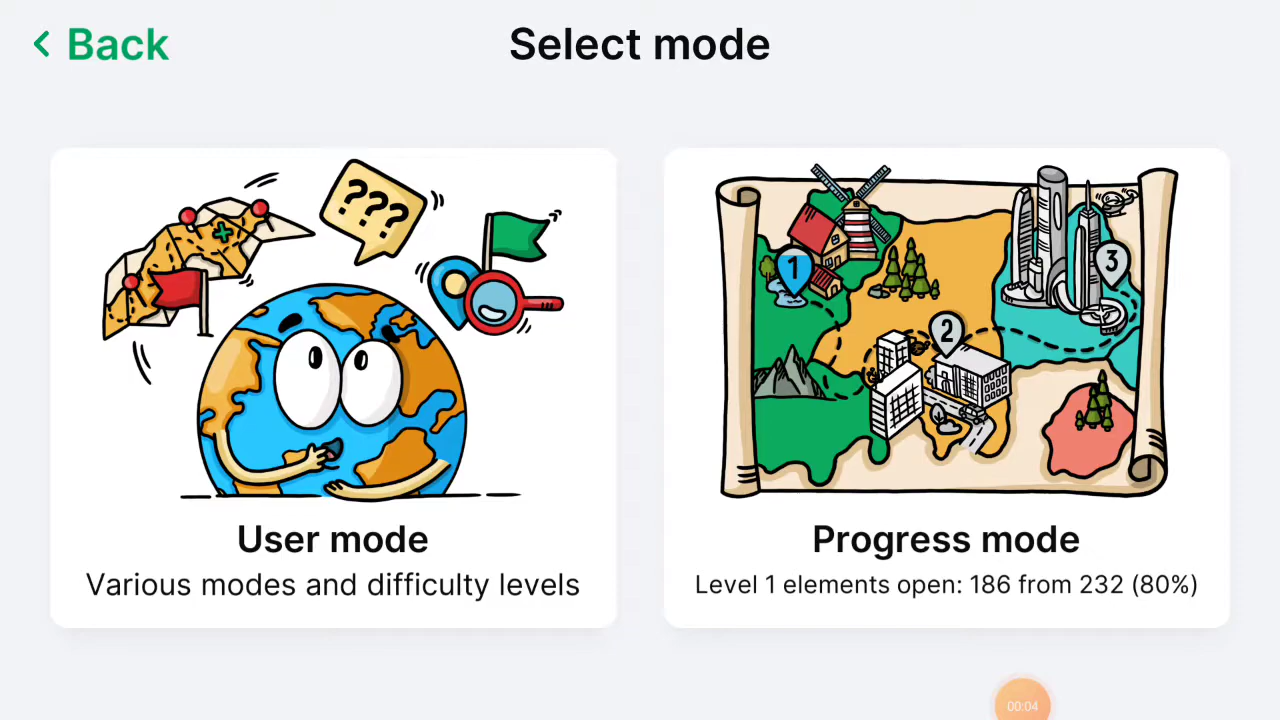 Back
Select mode
???
1
2
3
User mode
Various modes and difficulty levels
Progress mode
Level 1 elements open: 186 from 232 (80%)
00:04